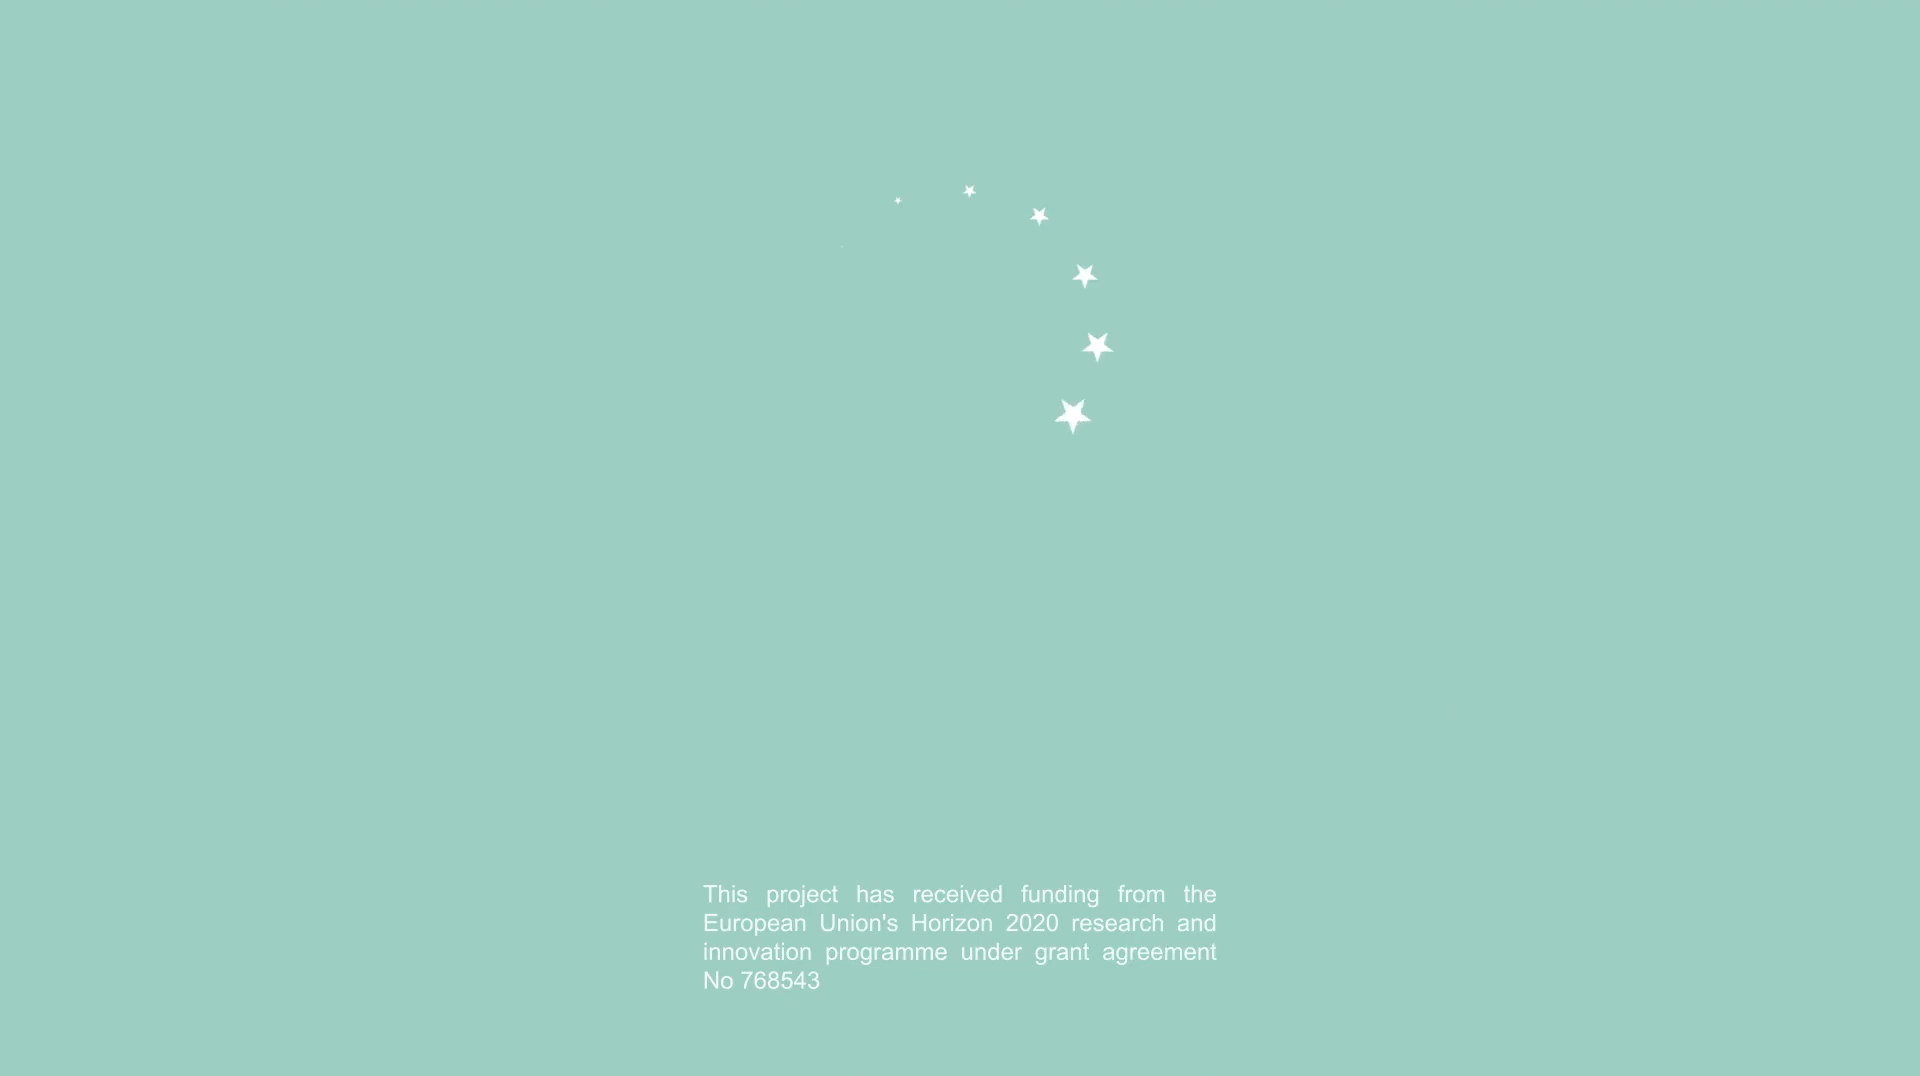 This project has received funding from the
European Union's Horizon 2020 research and
innovation programme under grant agreement
No 768543